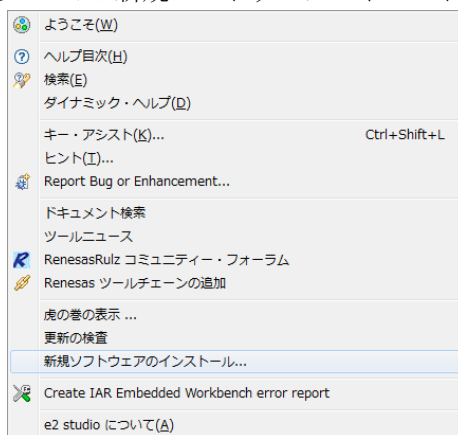 ようこそ(W)
ヘルプ目次(H)
検索(E)
ダイナミック・ヘルプ(D)
キー・アシスト(K)... Ctrl+Shift+L
ヒント(T)...
Report Bug or Enhancement...
ドキュメント検索
ツールニュース
RenesasRulz コミュニティー・フォーラム
Renesas ツールチェーンの追加
虎の巻の表示 ...
更新の検査
新規ソフトウェアのインストール...
Create IAR Embedded Workbench error report
e2 studio について(A)